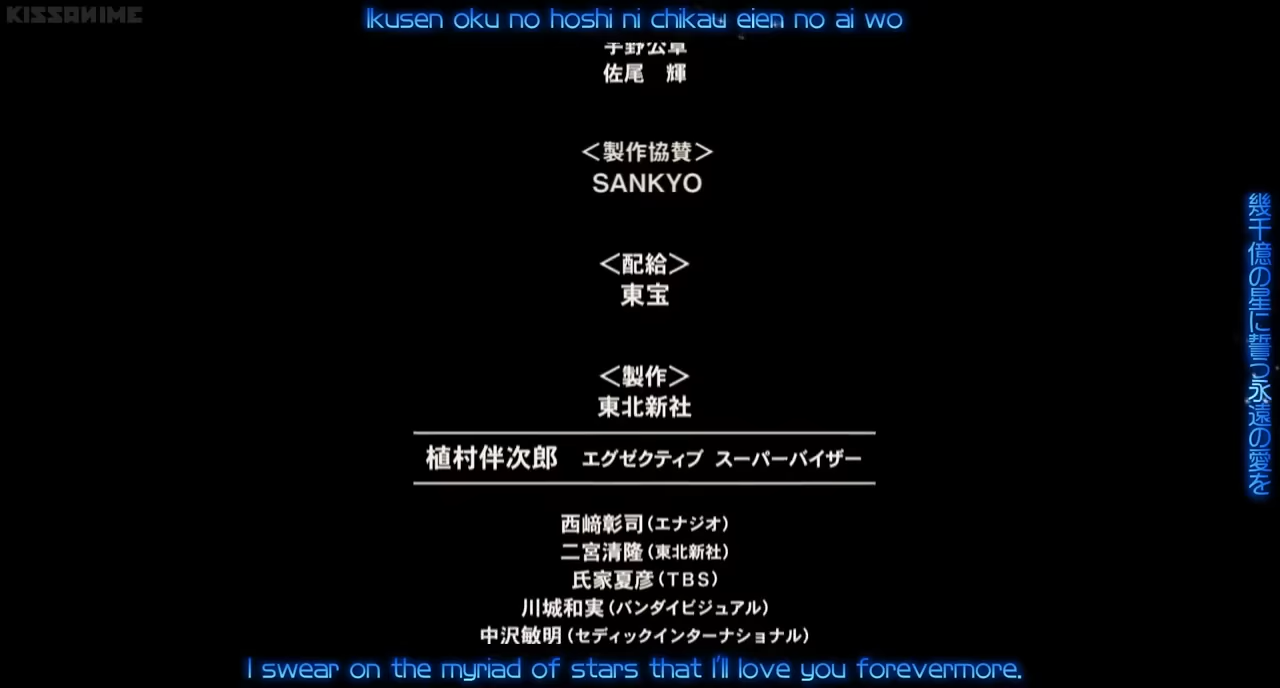 KISSANIME
Ikusen oku no hoshi ni chikau eien no ai wo
宇野公章
佐尾 輝
<製作協賛>
SANKYO
<配給>
東宝
<製作>
東北新社
植村伴次郎 エグゼクティブ スーパーバイザー
西﨑彰司(エナジオ)
二宮清隆(東北新社)
氏家夏彦(TBS)
川城和実(バンダイビジュアル)
中沢敏明(セディックインターナショナル)
幾千億の星に誓う永遠の愛を
I swear on the myriad of stars that I'll love you forevermore.